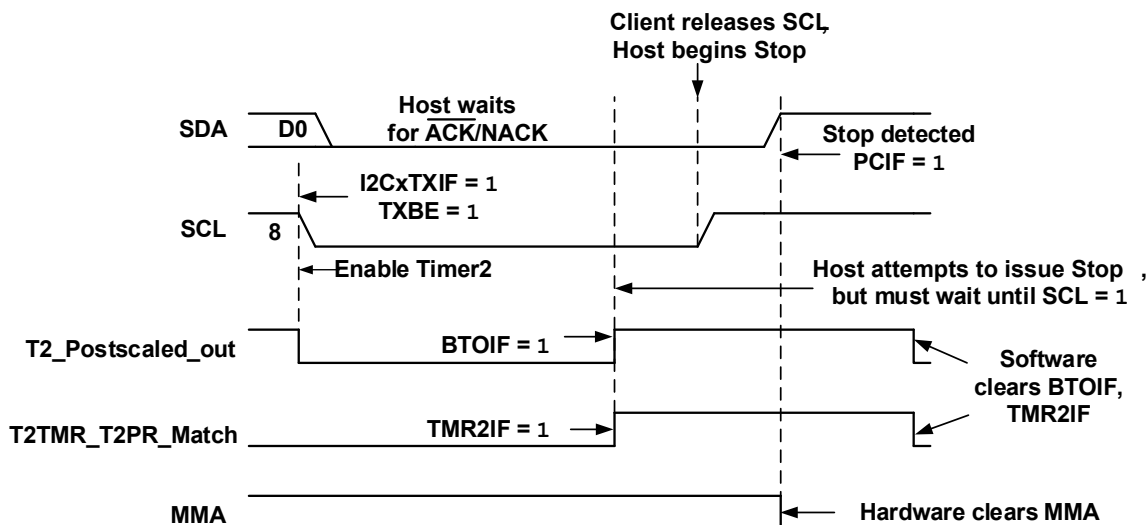 Client releases SCL,
Host begins Stop
SDA
D0
Host waits
for ACK/NACK
Stop detected
PCIF = 1
I2CxTXIF = 1
TXBE = 1
SCL
8
Enable Timer2
Host attempts to issue Stop ,
but must wait until SCL = 1
T2_Postscaled_out
BTOIF = 1
Software
clears BTOIF,
TMR2IF
T2TMR_T2PR_Match
TMR2IF = 1
MMA
Hardware clears MMA